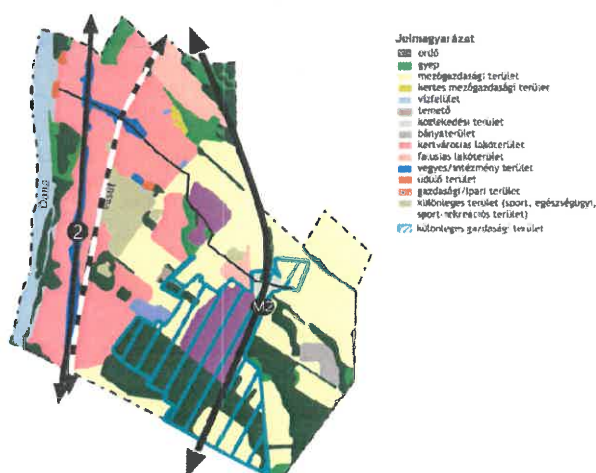 Jelmagyarázat
erdő
gyep
mezőgazdasági terület
kertes mezőgazdasági terület
vízfelület
temető
közlekedési terület
bányaterület
kertvárosias lakóterület
falusias lakóterület
vegyes/intézmény terület
üdülő terület
gazdasági/ipari terület
különleges terület (sport, egészségügyi,
sport-rekreációs terület)
különleges gazdasági terület
Duna
vasút
2
M2